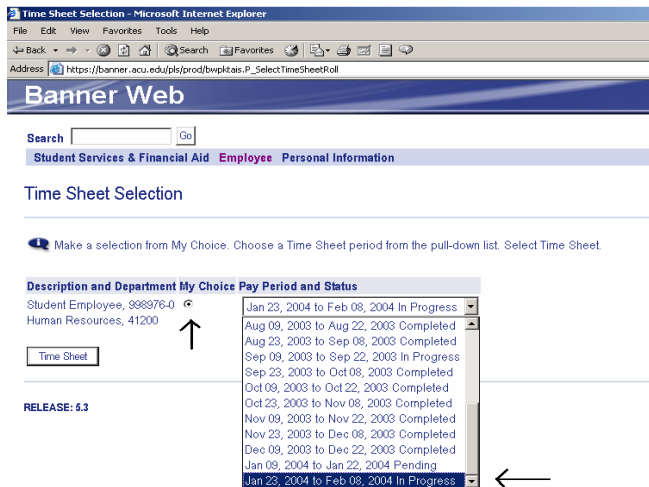 Time Sheet Selection - Microsoft Internet Explorer
File Edit View Favorites Tools Help
Back Search Favorites
Address https://banner.acu.edu/pls/prod/bwpktais.P_SelectTimeSheetRoll
Banner Web
Search Go
Student Services & Financial Aid Employee Personal Information
Time Sheet Selection
Make a selection from My Choice. Choose a Time Sheet period from the pull-down list. Select Time Sheet.
Description and Department My Choice Pay Period and Status
Student Employee, 998976-0 Jan 23, 2004 to Feb 08, 2004 In Progress
Human Resources, 41200
Aug 09, 2003 to Aug 22, 2003 Completed
Aug 23, 2003 to Sep 08, 2003 Completed
Time Sheet Sep 09, 2003 to Sep 22, 2003 In Progress
Sep 23, 2003 to Oct 08, 2003 Completed
Oct 09, 2003 to Oct 22, 2003 Completed
RELEASE: 5.3 Oct 23, 2003 to Nov 08, 2003 Completed
Nov 09, 2003 to Nov 22, 2003 Completed
Nov 23, 2003 to Dec 08, 2003 Completed
Dec 09, 2003 to Dec 22, 2003 Completed
Jan 09, 2004 to Jan 22, 2004 Pending
Jan 23, 2004 to Feb 08, 2004 In Progress